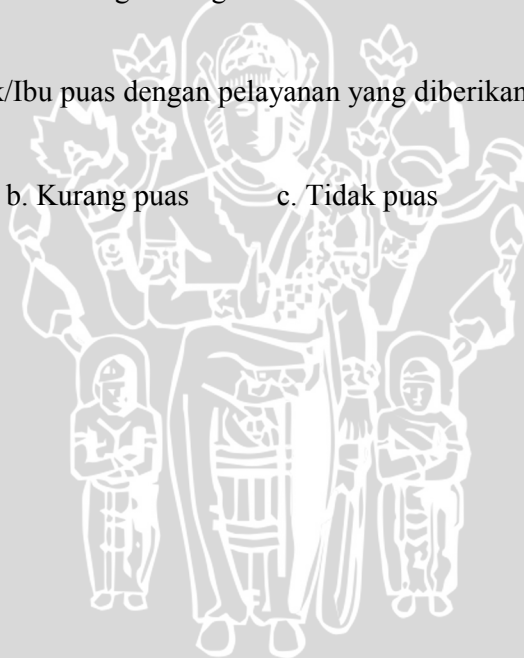 k/Ibu puas dengan pelayanan yang diberikan
b. Kurang puas c. Tidak puas